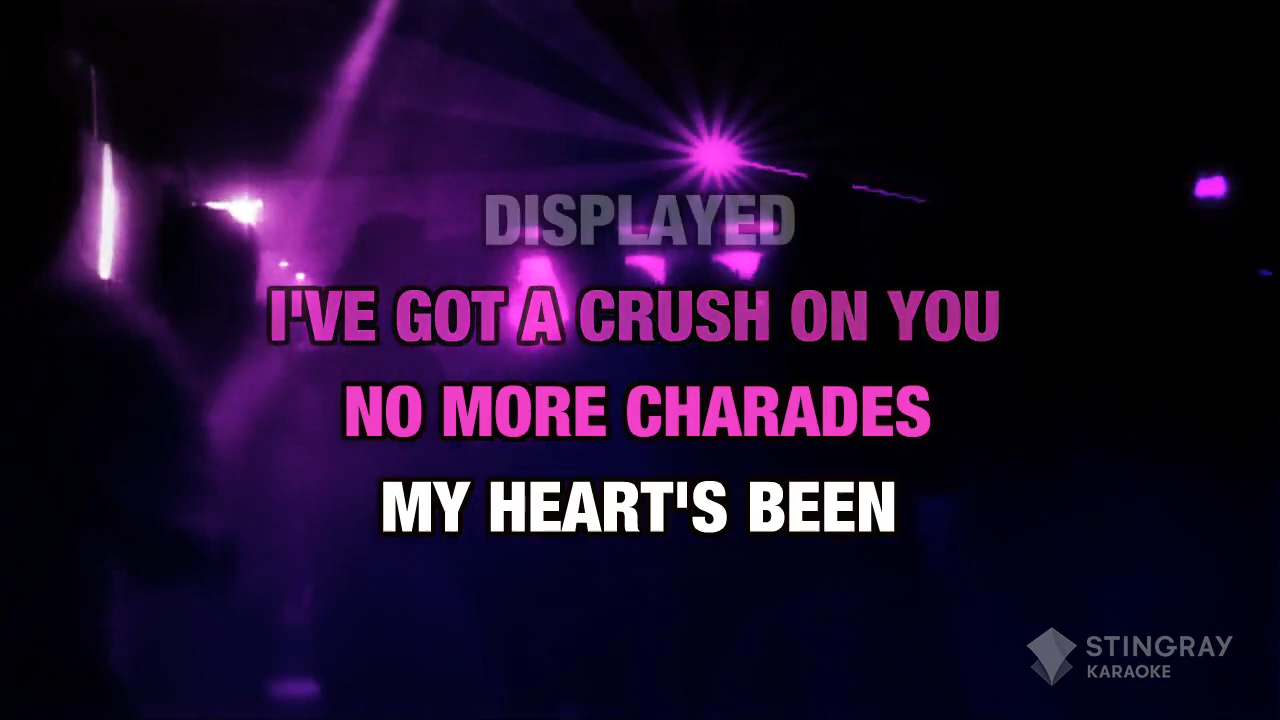 DISPLAYED
I'VE GOT A CRUSH ON YOU
NO MORE CHARADES
MY HEART'S BEEN
STINGRAY
KARAOKE